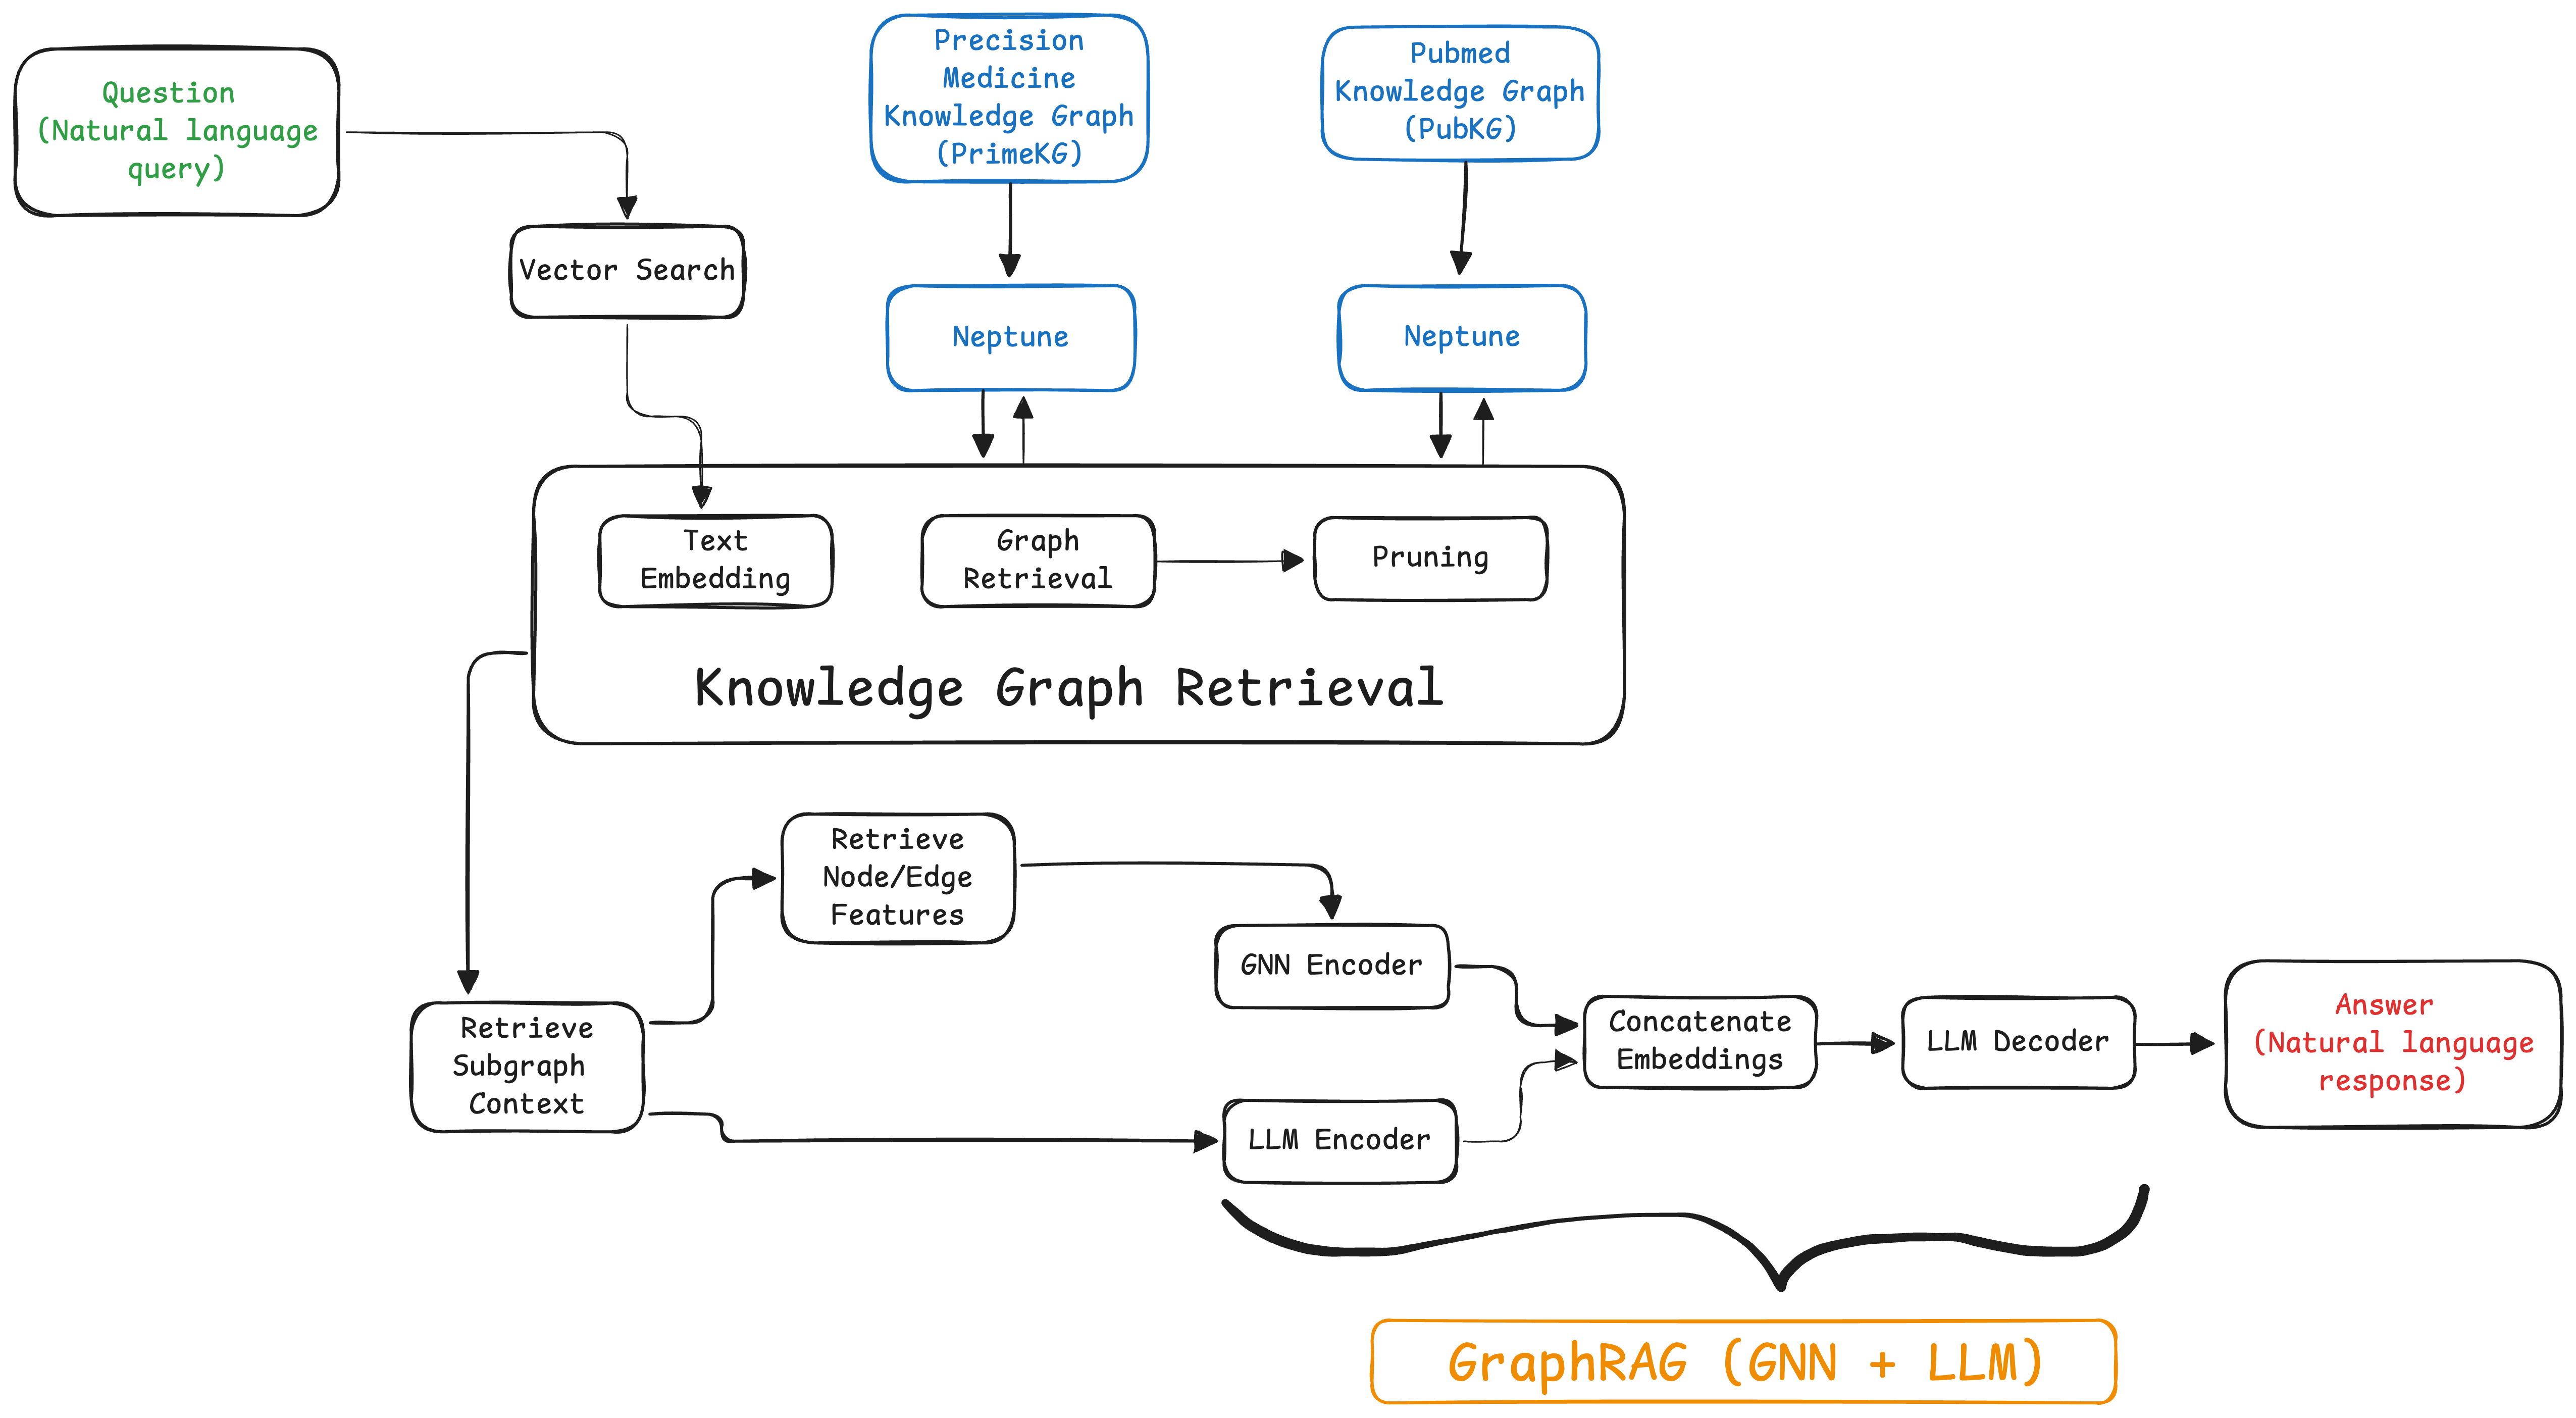 Question
(Natural language
query)
Precision
Medicine
Knowledge Graph
(PrimeKG)
Pubmed
Knowledge Graph
(PubKG)
Vector Search
Neptune
Neptune
Text
Embedding
Graph
Retrieval
Pruning
Knowledge Graph Retrieval
Retrieve
Node/Edge
Features
Retrieve
Subgraph
Context
GNN Encoder
LLM Encoder
Concatenate
Embeddings
LLM Decoder
Answer
(Natural language
response)
GraphRAG (GNN + LLM)